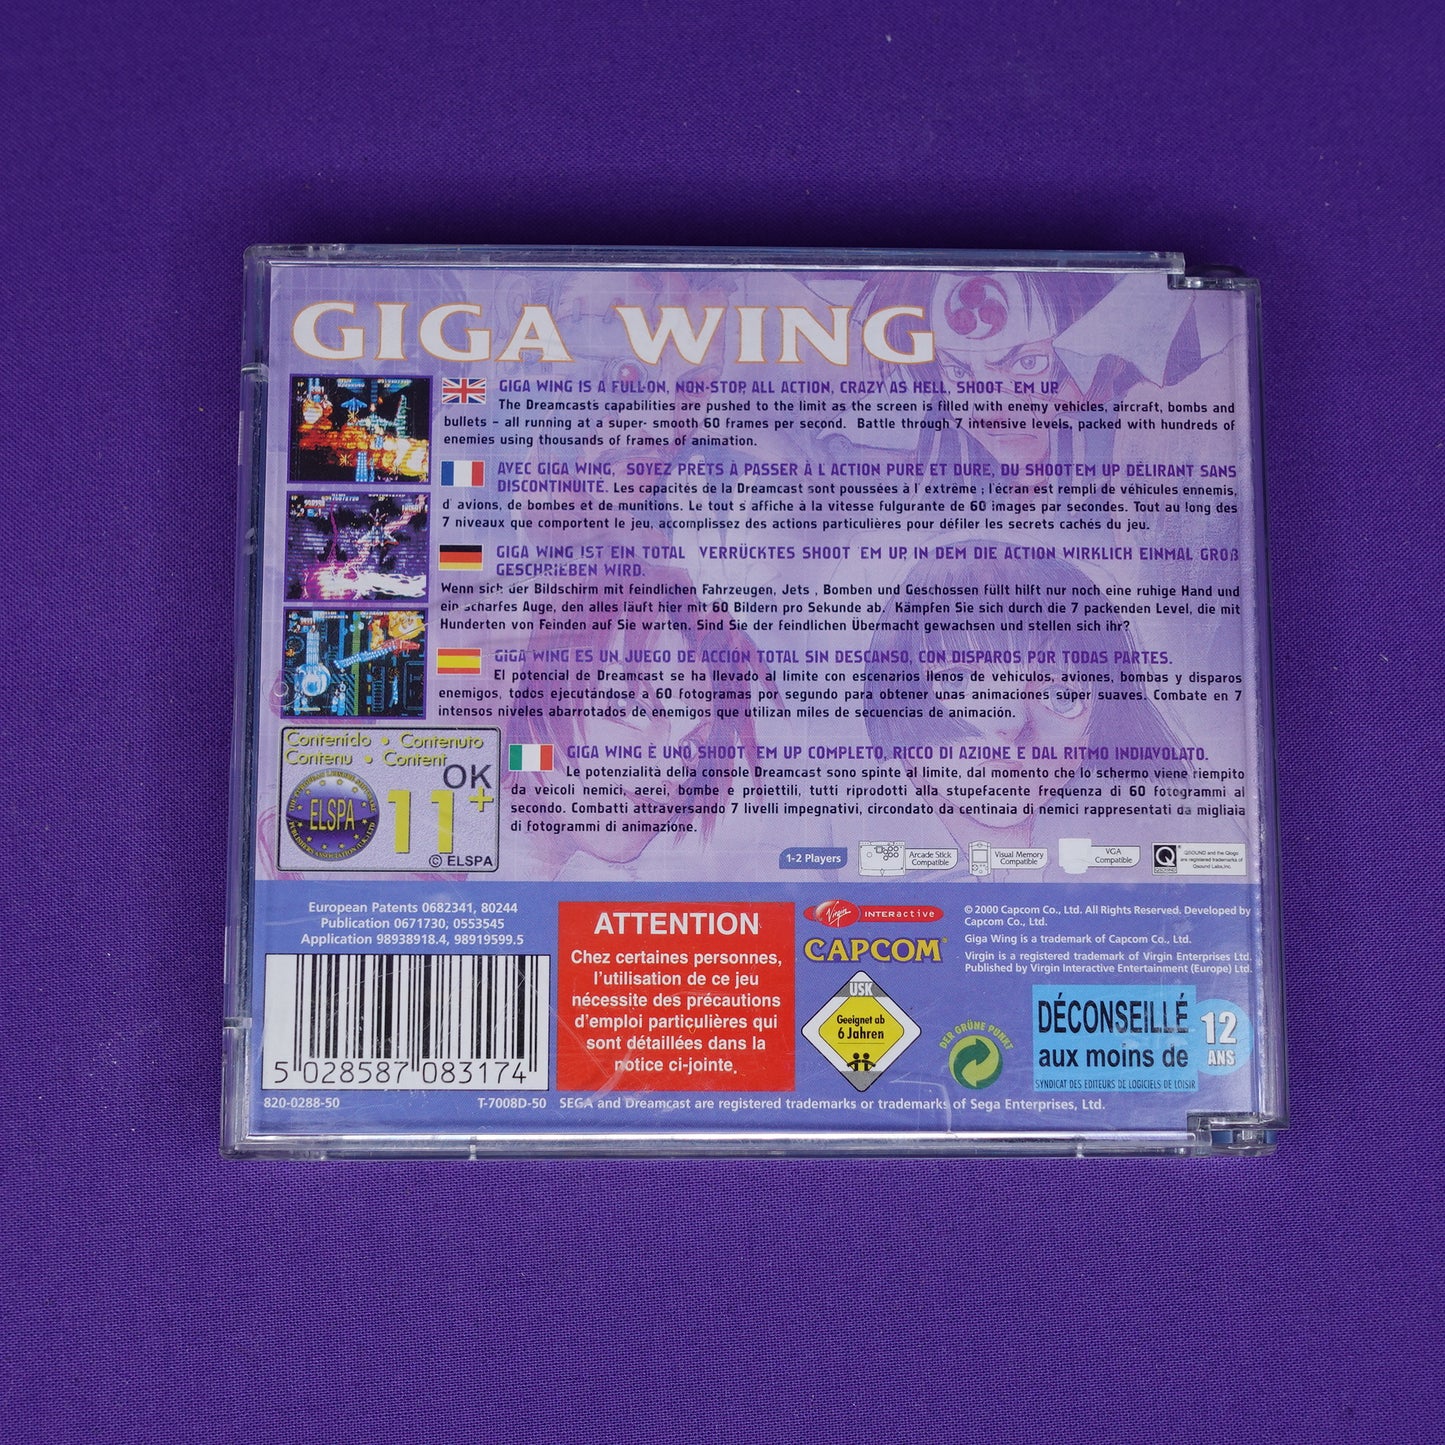 GIGA WING
GIGA WING IS A FULL-ON, NON-STOP, ALL ACTION, CRAZY AS HELL, SHOOT 'EM UP
The Dreamcast's capabilities are pushed to the limit as the screen is filled with enemy vehicles, aircraft, bombs and
bullets – all running at a super- smooth 60 frames per second. Battle through 7 intensive levels, packed with hundreds of
enemies using thousands of frames of animation.
AVEC GIGA WING, SOYEZ PRÊTS À PASSER À L'ACTION PURE ET DURE, DU SHOOT'EM UP DÉLIRANT SANS
DISCONTINUITÉ. Les capacités de la Dreamcast sont poussées à l'extrême ; l'écran est rempli de véhicules ennemis,
d'avions, de bombes et de munitions. Le tout s'affiche à la vitesse fulgurante de 60 images par secondes. Tout au long des
7 niveaux que comportent le jeu, accomplissez des actions particulières pour défiler les secrets cachés du jeu.
GIGA WING IST EIN TOTAL VERRÜCKTES SHOOT 'EM UP, IN DEM DIE ACTION WIRKLICH EINMAL GROß
GESCHRIEBEN WIRD.
Wenn sich der Bildschirm mit feindlichen Fahrzeugen, Jets , Bomben und Geschossen füllt hilft nur noch eine ruhige Hand und
ein scharfes Auge, den alles läuft hier mit 60 Bildern pro Sekunde ab. Kämpfen Sie sich durch die 7 packenden Level, die mit
Hunderten von Feinden auf Sie warten. Sind Sie der feindlichen Übermacht gewachsen und stellen sich ihr?
GIGA WING ES UN JUEGO DE ACCIÓN TOTAL SIN DESCANSO, CON DISPAROS POR TODAS PARTES.
El potencial de Dreamcast se ha llevado al límite con escenarios llenos de vehículos, aviones, bombas y disparos
enemigos, todos ejecutándose a 60 fotogramas por segundo para obtener unas animaciones súper suaves. Combate en 7
intensos niveles abarrotados de enemigos que utilizan miles de secuencias de animación.
GIGA WING È UNO SHOOT 'EM UP COMPLETO, RICCO DI AZIONE E DAL RITMO INDIAVOLATO.
Le potenzialità della console Dreamcast sono spinte al limite, dal momento che lo schermo viene riempito
da veicoli nemici, aerei, bombe e proiettili, tutti riprodotti alla stupefacente frequenza di 60 fotogrammi al
secondo. Combatti attraversando 7 livelli impegnativi, circondato da centinaia di nemici rappresentati da migliaia
di fotogrammi di animazione.
Contenido • Contenuto
Contenu • Content
OK
11+
ELSPA
© ELSPA
1-2 Players
Arcade Stick
Compatible
Visual Memory
Compatible
VGA
Compatible
QSOUND and the Qlogo
are registered trademarks of
Qsound Labs,Inc.
European Patents 0682341, 80244
Publication 0671730, 0553545
Application 98938918.4, 98919599.5
5 028587 083174
820-0288-50
T-7008D-50
ATTENTION
Chez certaines personnes,
l'utilisation de ce jeu
nécessite des précautions
d'emploi particulières qui
sont détaillées dans la
notice ci-jointe.
Virgin INTERactive
CAPCOM
© 2000 Capcom Co., Ltd. All Rights Reserved. Developed by
Capcom Co., Ltd.
Giga Wing is a trademark of Capcom Co., Ltd.
Virgin is a registered trademark of Virgin Enterprises Ltd.
Published by Virgin Interactive Entertainment (Europe) Ltd.
USK
Geeignet ab
6 Jahren
DER GRÜNE PUNKT
DÉCONSEILLÉ
aux moins de
12
ANS
SYNDICAT DES EDITEURS DE LOGICIELS DE LOISIR
SEGA and Dreamcast are registered trademarks or trademarks of Sega Enterprises, Ltd.